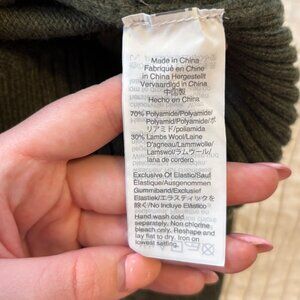 Made in China
Fabriqué en Chine
in China Hergestellt
Vervaardigd in China
中国製
Hecho en China
70% Polyamide/Polyamide/
Polyamid/Polyamide/ポ
リアミド/poliamida
30% Lambs Wool/Laine
D'agneau/Lammwolle/
Lamswol/ラムウール/
lana de cordero
Exclusive Of Elastic/Sauf
Élastique/Ausgenommen
Gummiband/Exclusief
Elastiek/エラスティックを
除く/No Incluye Elástico
Hand wash cold
separately. Non chlorine
bleach only. Reshape and
lay flat to dry. Iron on
lowest setting.